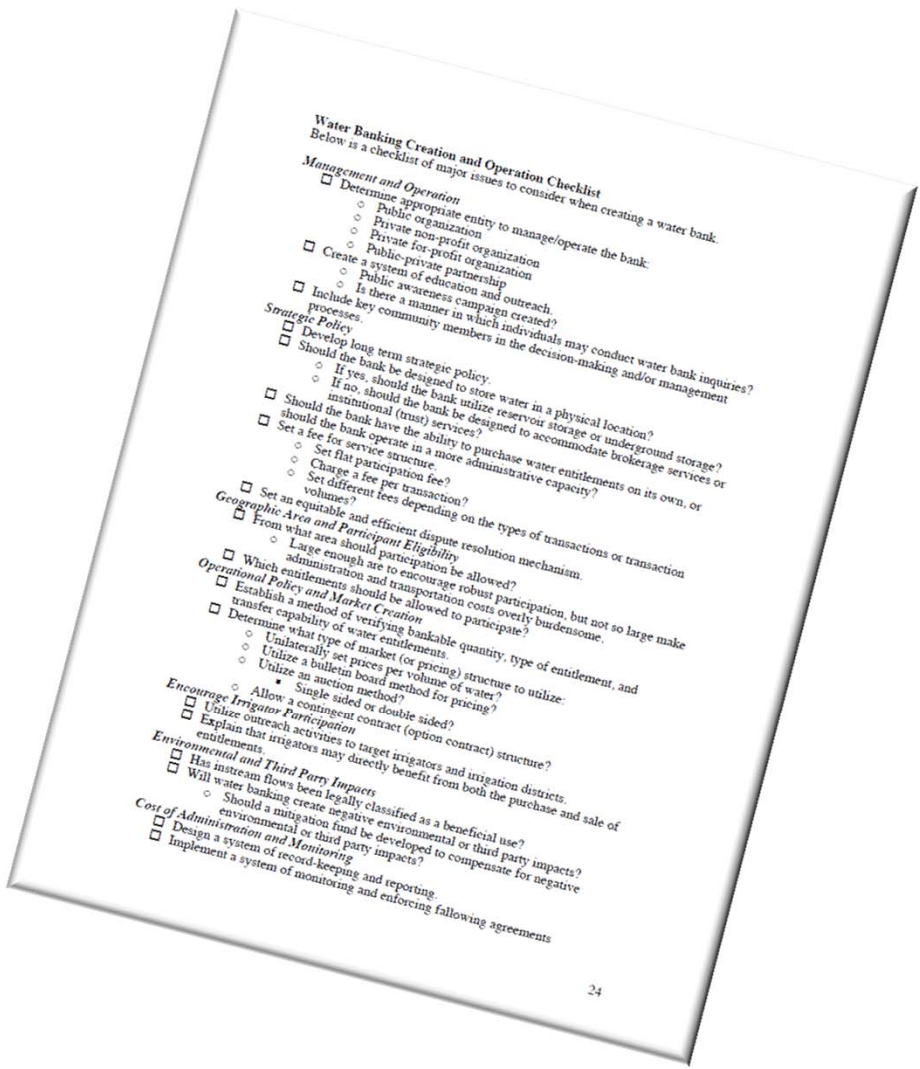 Water Banking Creation and Operation Checklist
Below is a checklist of major issues to consider when creating a water bank.
Management and Operation
☐ Determine appropriate entity to manage/operate the bank:
○ Public organization
○ Private non-profit organization
○ Private for-profit organization
○ Public-private partnership
☐ Create a system of education and outreach.
○ Public awareness campaign created?
○ Is there a manner in which individuals may conduct water bank inquiries?
☐ Include key community members in the decision-making and/or management
processes.
Strategic Policy
☐ Develop long term strategic policy.
☐ Should the bank be designed to store water in a physical location?
○ If yes, should the bank utilize reservoir storage or underground storage?
○ If no, should the bank be designed to accommodate brokerage services or
institutional (trust) services?
☐ Should the bank have the ability to purchase water entitlements on its own, or
should the bank operate in a more administrative capacity?
☐ Set a fee for service structure.
○ Set flat participation fee?
○ Charge a fee per transaction?
○ Set different fees depending on the types of transactions or transaction
volumes?
☐ Set an equitable and efficient dispute resolution mechanism.
Geographic Area and Participant Eligibility
☐ From what area should participation be allowed?
○ Large enough are to encourage robust participation, but not so large make
administration and transportation costs overly burdensome.
☐ Which entitlements should be allowed to participate?
Operational Policy and Market Creation
☐ Establish a method of verifying bankable quantity, type of entitlement, and
transfer capability of water entitlements.
☐ Determine what type of market (or pricing) structure to utilize:
○ Unilaterally set prices per volume of water?
○ Utilize a bulletin board method for pricing?
○ Utilize an auction method?
▪ Single sided or double sided?
○ Allow a contingent contract (option contract) structure?
Encourage Irrigator Participation
☐ Utilize outreach activities to target irrigators and irrigation districts.
☐ Explain that irrigators may directly benefit from both the purchase and sale of
entitlements.
Environmental and Third Party Impacts
☐ Has instream flows been legally classified as a beneficial use?
☐ Will water banking create negative environmental or third party impacts?
○ Should a mitigation fund be developed to compensate for negative
environmental or third party impacts?
Cost of Administration and Monitoring
☐ Design a system of record-keeping and reporting.
☐ Implement a system of monitoring and enforcing fallowing agreements
24